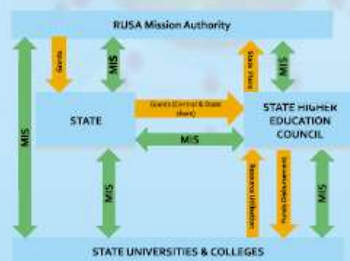 RUSA Mission Authority
Grants
MIS
State Plans
MIS
MIS
STATE
Grants (Central & State
share)
MIS
STATE HIGHER
EDUCATION
COUNCIL
MIS
Resource Utilisation
Funds Disbursement
MIS
STATE UNIVERSITIES & COLLEGES